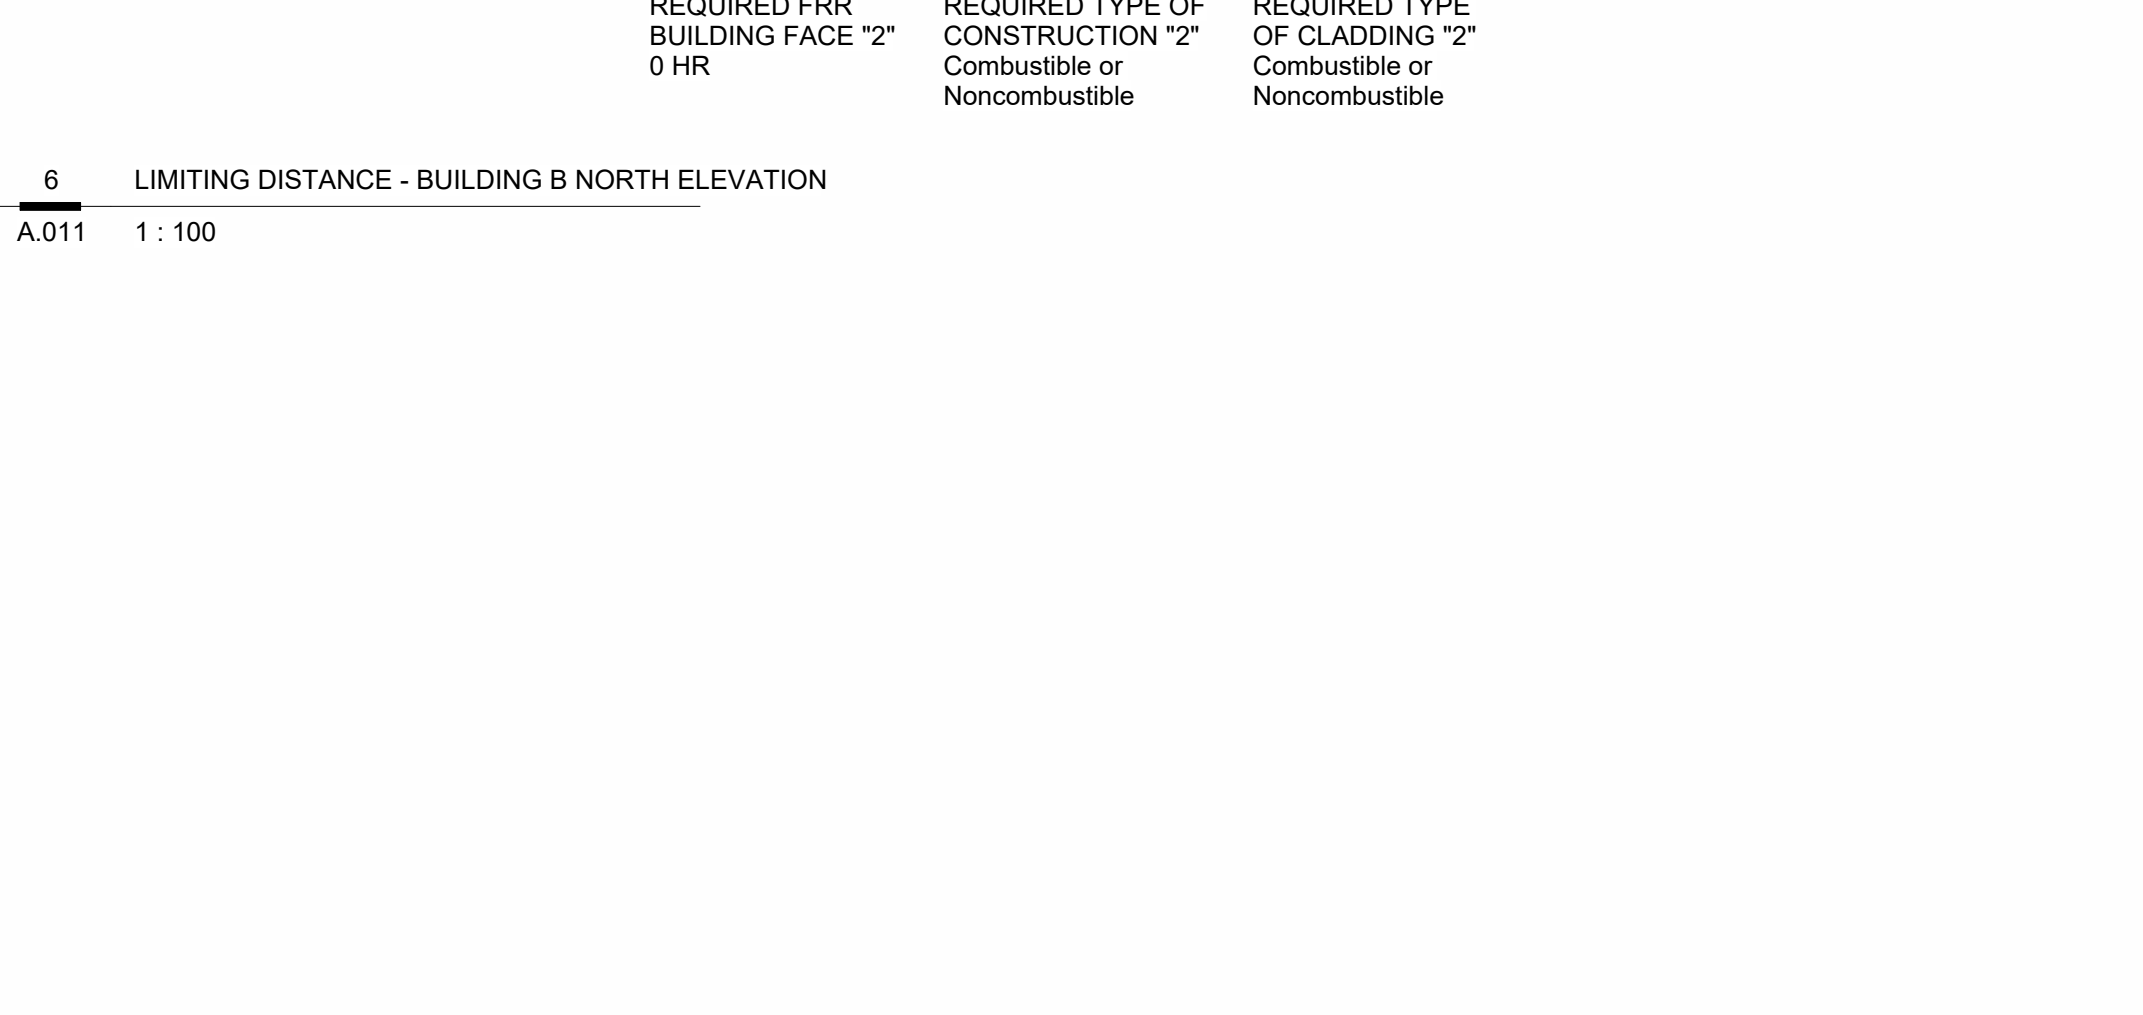 REQUIRED FRR
BUILDING FACE "2"
0 HR
REQUIRED TYPE OF
CONSTRUCTION "2"
Combustible or
Noncombustible
REQUIRED TYPE
OF CLADDING "2"
Combustible or
Noncombustible
6
LIMITING DISTANCE - BUILDING B NORTH ELEVATION
A.011
1 : 100